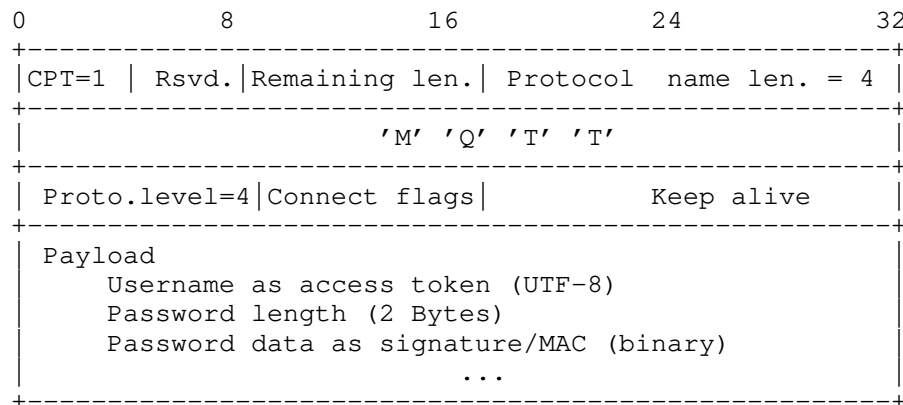 0 8 16 24 32
CPT=1 | Rsvd.|Remaining len.| Protocol name len. = 4
'M' 'Q' 'T' 'T'
Proto.level=4|Connect flags| Keep alive
Payload
Username as access token (UTF-8)
Password length (2 Bytes)
Password data as signature/MAC (binary)
...